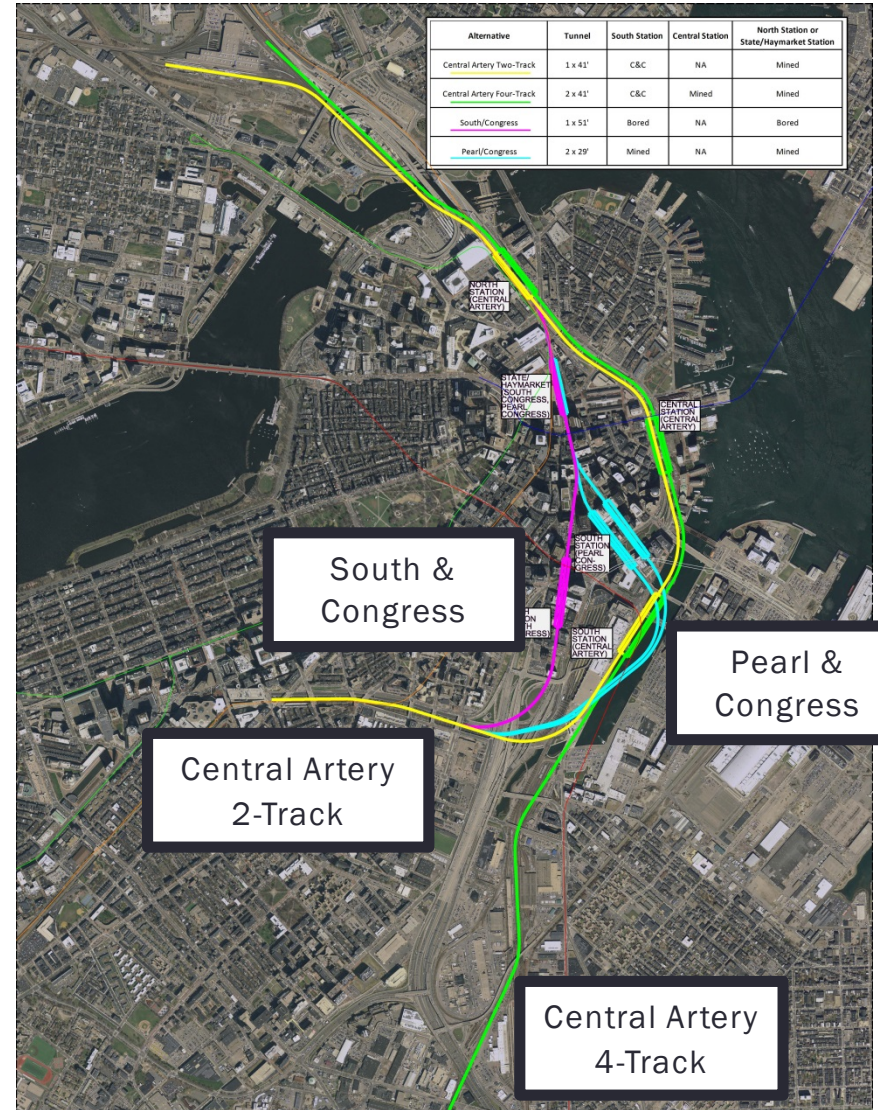 Alternative Tunnel South Station Central Station North Station or State/Haymarket Station
Central Artery Two-Track 1 x 41' C&C NA Mined
Central Artery Four-Track 2 x 41' C&C Mined Mined
South/Congress 1 x 51' Bored NA Bored
Pearl/Congress 2 x 29' Mined NA Mined
NORTH
STATION
(CENTRAL
ARTERY)
STATE/
HAYMARKET
(SOUTH
CONGRESS,
PEARL
CONGRESS)
CENTRAL
STATION
(CENTRAL
ARTERY)
SOUTH
STATION
(PEARL
CON-
GRESS)
South &
Congress
SOUTH
STATION
(CENTRAL
ARTERY)
Pearl &
Congress
Central Artery
2-Track
Central Artery
4-Track